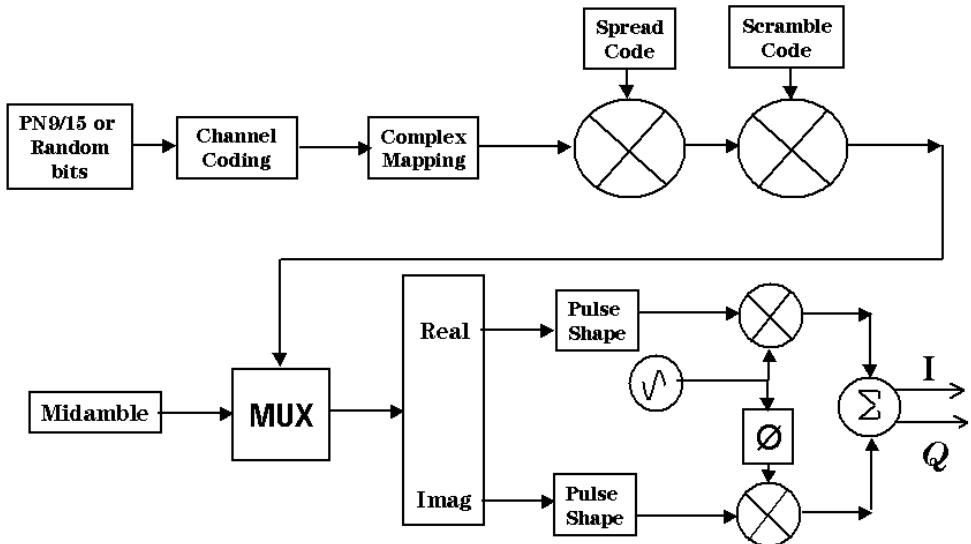 Spread
Code
Scramble
Code
PN9/15 or
Random
bits
Channel
Coding
Complex
Mapping
Real
Pulse
Shape
Midamble
MUX
Σ
I
Q
ø
Imag
Pulse
Shape